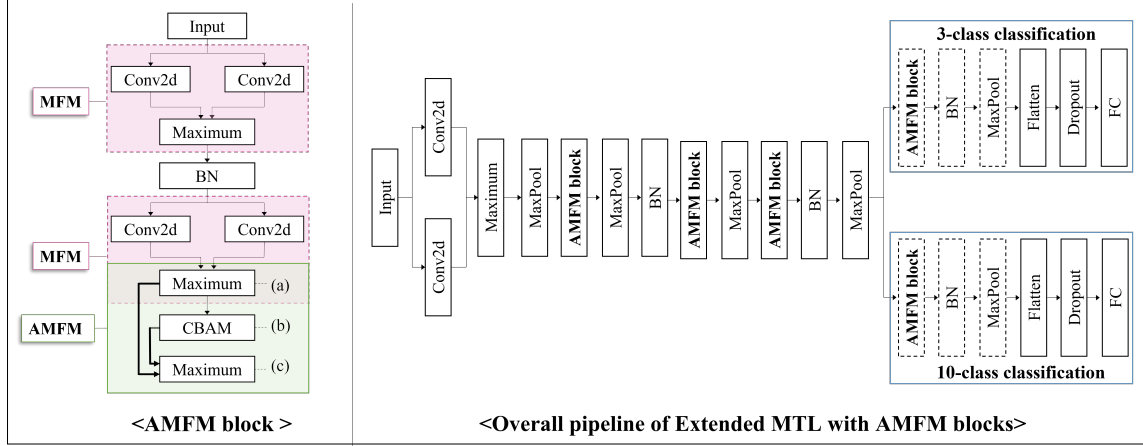 Input
Conv2d
Conv2d
MFM
Maximum
BN
Conv2d
Conv2d
MFM
Maximum
(a)
AMFM
CBAM
(b)
Maximum
(c)
<AMFM block >
Input
Conv2d
Conv2d
Maximum
MaxPool
AMFM block
MaxPool
BN
AMFM block
MaxPool
AMFM block
BN
MaxPool
3-class classification
AMFM block
BN
MaxPool
Flatten
Dropout
FC
AMFM block
BN
MaxPool
Flatten
Dropout
FC
10-class classification
<Overall pipeline of Extended MTL with AMFM blocks>